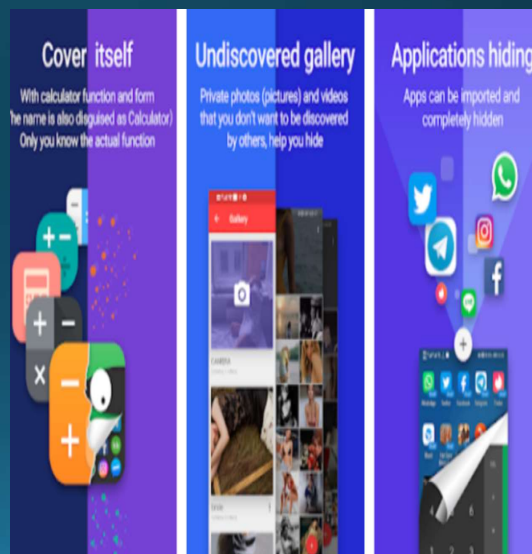 Cover itself
With calculator function and form
he name is also disguised as Calculator)
Only you know the actual function
Undiscovered gallery
Private photos (pictures) and videos
that you don't want to be discovered
by others, help you hide
Gallery
CAMERA
Applications hiding
Apps can be imported and
completely hidden